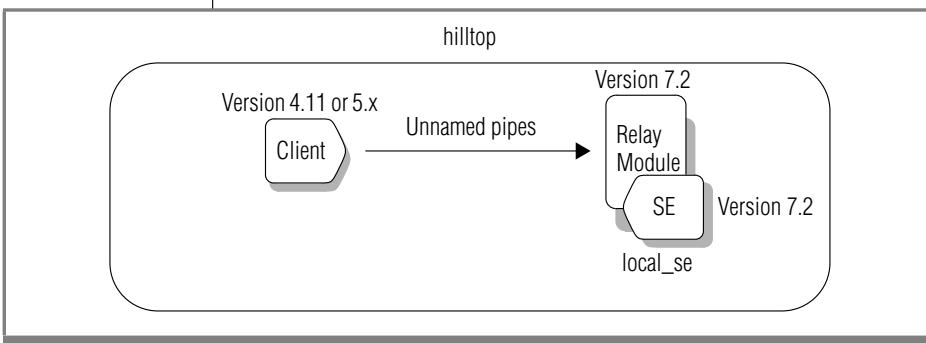 hilltop
Version 7.2
Version 4.11 or 5.x
Unnamed pipes
Client
Relay
Module
SE
Version 7.2
local_se